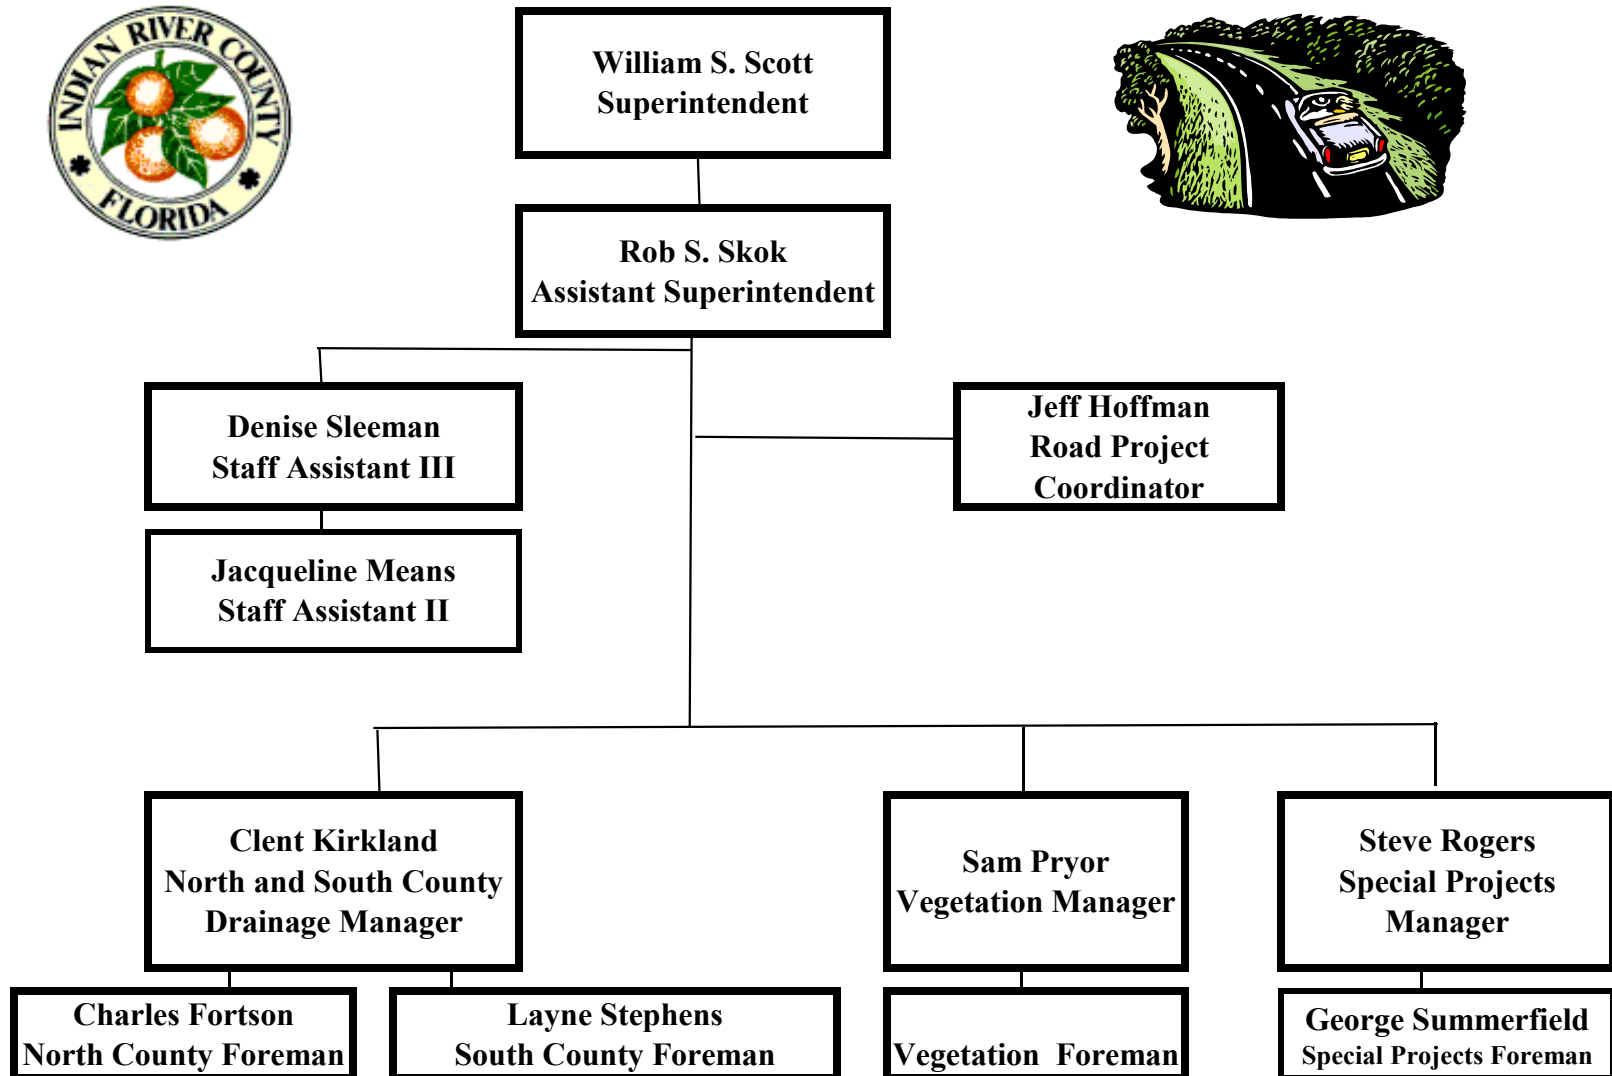 INDIAN RIVER COUNTY
FLORIDA
William S. Scott
Superintendent
Rob S. Skok
Assistant Superintendent
Denise Sleeman
Staff Assistant III
Jeff Hoffman
Road Project
Coordinator
Jacqueline Means
Staff Assistant II
Clent Kirkland
North and South County
Drainage Manager
Sam Pryor
Vegetation Manager
Steve Rogers
Special Projects
Manager
Charles Fortson
North County Foreman
Layne Stephens
South County Foreman
Vegetation  Foreman
George Summerfield
Special Projects Foreman